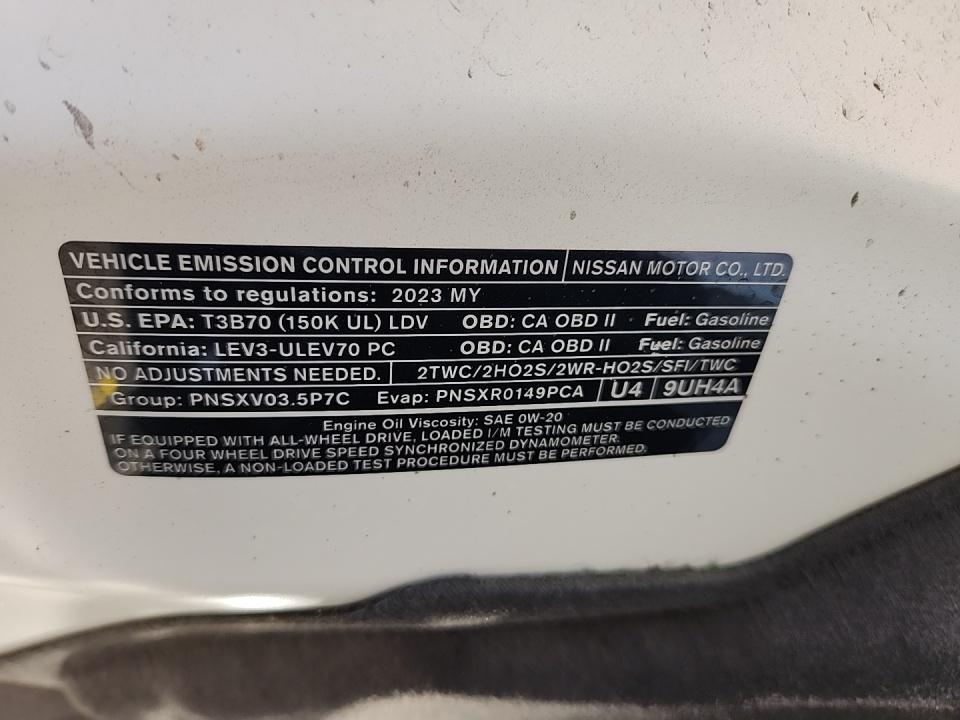 VEHICLE EMISSION CONTROL INFORMATION NISSAN MOTOR CO., LTD.
Conforms to regulations: 2023 MY
U.S. EPA: T3B70 (150K UL) LDV OBD: CA OBD II Fuel: Gasoline
California: LEV3-ULEV70 PC OBD: CA OBD II Fuel: Gasoline
NO ADJUSTMENTS NEEDED. 2TWC/2HO2S/2WR-HO2S/SFI/TWC
Group: PNSXV03.5P7C Evap: PNSXR0149PCA U4 9UH4A
Engine Oil Viscosity: SAE 0W-20
IF EQUIPPED WITH ALL-WHEEL DRIVE, LOADED I/M TESTING MUST BE CONDUCTED
ON A FOUR WHEEL DRIVE SPEED SYNCHRONIZED DYNAMOMETER.
OTHERWISE, A NON-LOADED TEST PROCEDURE MUST BE PERFORMED.